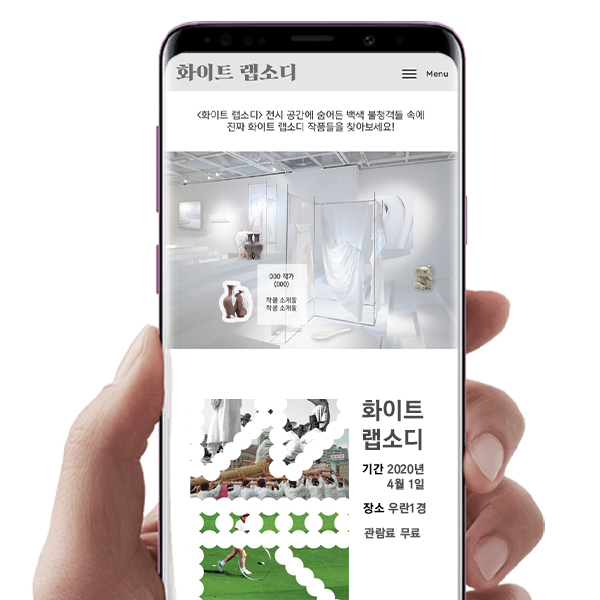 화이트 랩소디
Menu
<화이트 랩소디> 전시 공간에 숨어든 백색 불청객들 속에
진짜 화이트 랩소디 작품들을 찾아보세요!
000 작가
(000)
작품 소개말
작품 소개말
화이트
랩소디
기간 2020년
4월 1일
장소 우란1경
관람료 무료